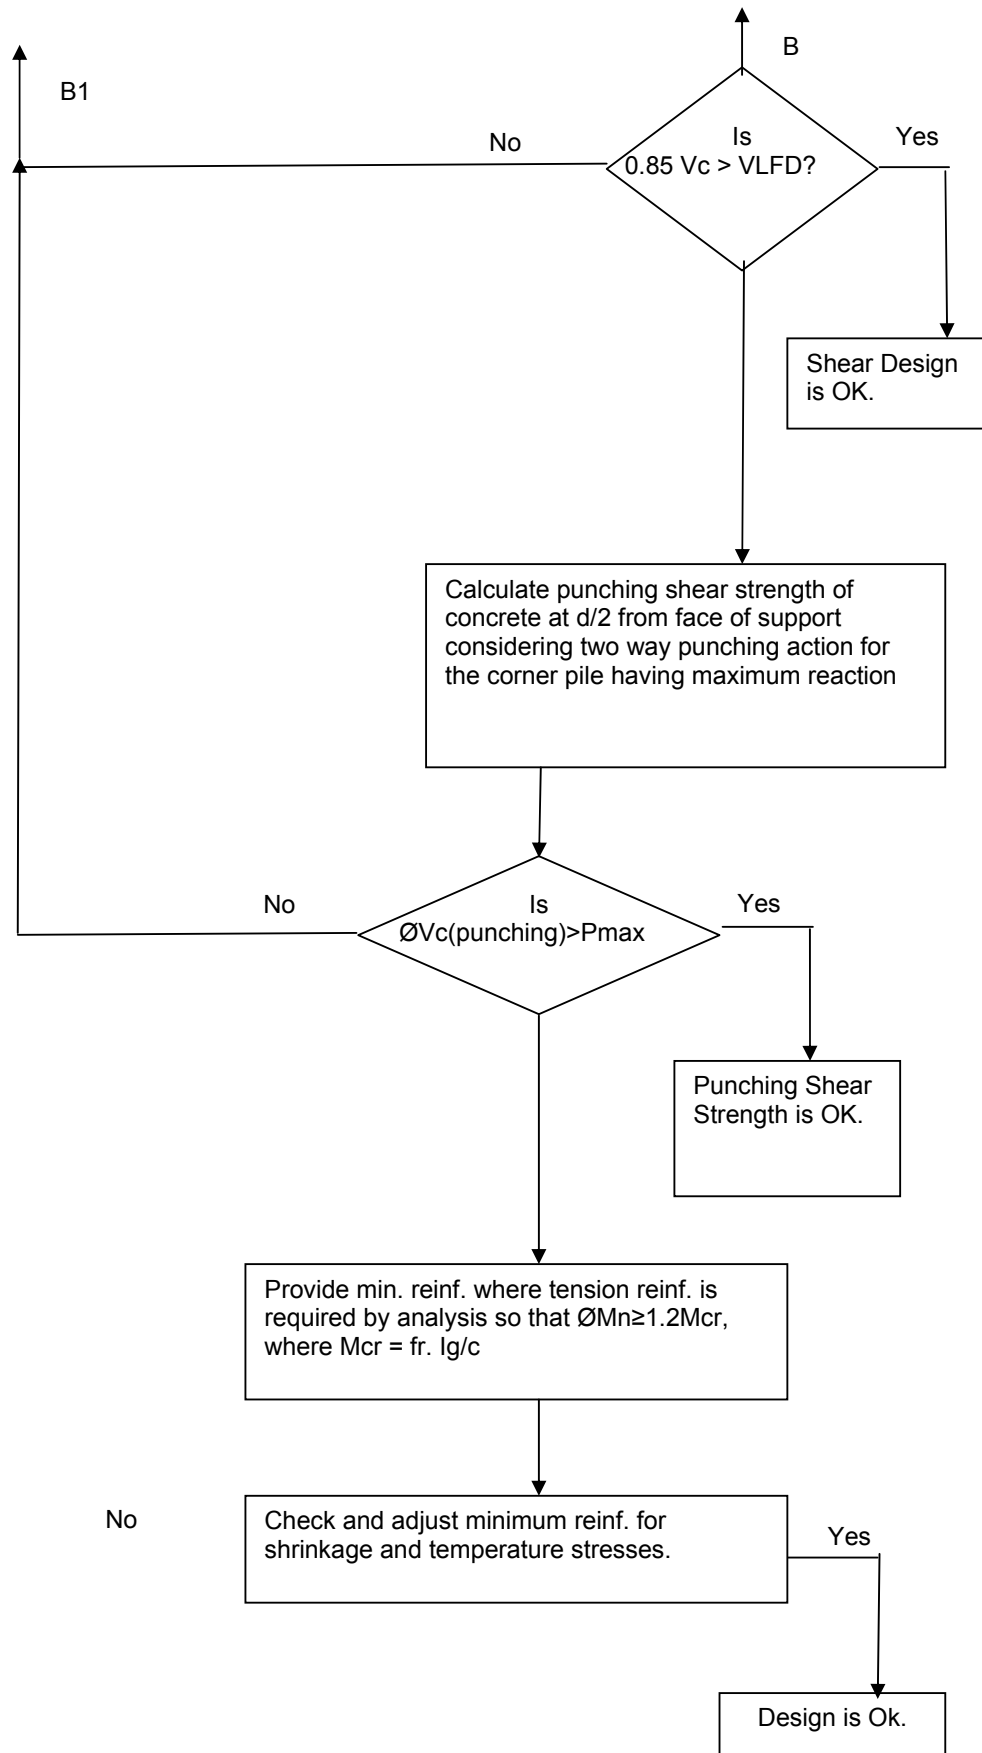 B
B1
No
Is
0.85 Vc > VLFD?
Yes
Shear Design
is OK.
Calculate punching shear strength of
concrete at d/2 from face of support
considering two way punching action for
the corner pile having maximum reaction
No
Is
ØVc(punching)>Pmax
Yes
Punching Shear
Strength is OK.
Provide min. reinf. where tension reinf. is
required by analysis so that ØMn≥1.2Mcr,
where Mcr = fr. Ig/c
No
Check and adjust minimum reinf. for
shrinkage and temperature stresses.
Yes
Design is Ok.